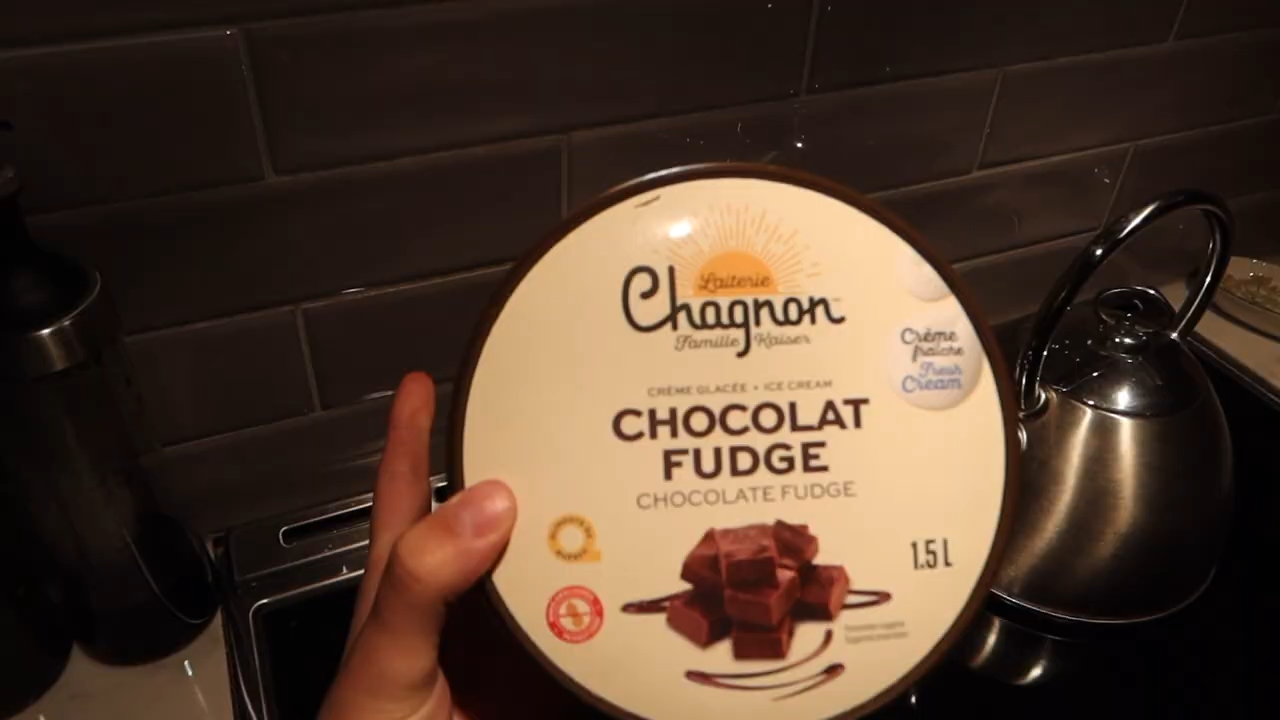 Laiterie
Chagnon
Famille Kaiser
Crème
fraîche
Fresh
Cream
CRÈME GLACÉE • ICE CREAM
CHOCOLAT
FUDGE
CHOCOLATE FUDGE
1.5 L